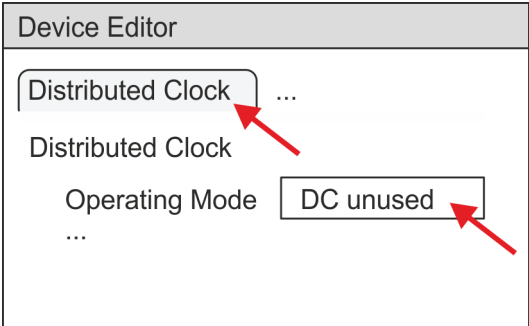 Device Editor
Distributed Clock ...
Distributed Clock
Operating Mode DC unused
...